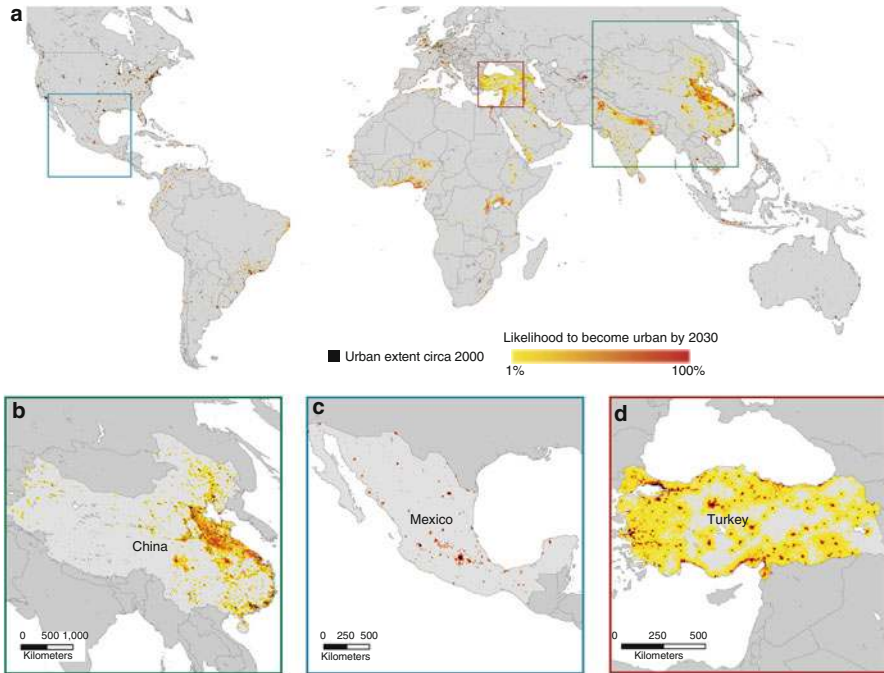 a
Likelihood to become urban by 2030
Urban extent circa 2000
1% 100%
b
China
0 500 1,000
Kilometers
c
Mexico
0 250 500
Kilometers
d
Turkey
0 250 500
Kilometers